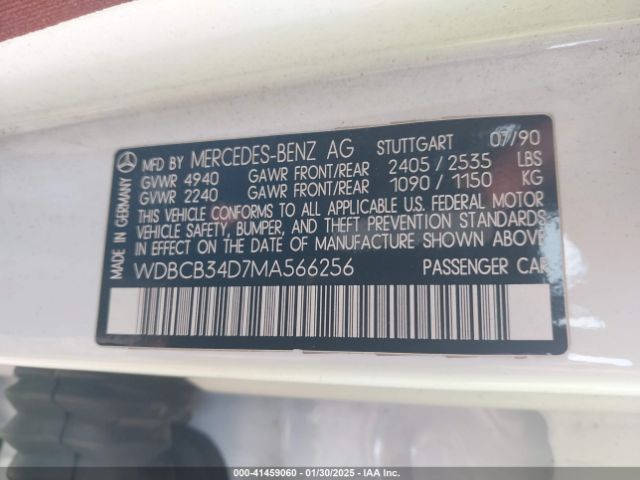 MFD BY MERCEDES-BENZ AG STUTTGART 07/90
GVWR 4940 GAWR FRONT/REAR 2405 / 2535 LBS
GVWR 2240 GAWR FRONT/REAR 1090 / 1150 KG
THIS VEHICLE CONFORMS TO ALL APPLICABLE U.S. FEDERAL MOTOR
VEHICLE SAFETY, BUMPER, AND THEFT PREVENTION STANDARDS
IN EFFECT ON THE DATE OF MANUFACTURE SHOWN ABOVE
WDBCB34D7MA566256 PASSENGER CAR
MADE IN GERMANY
000-41459060 - 01/30/2025 - IAA Inc.